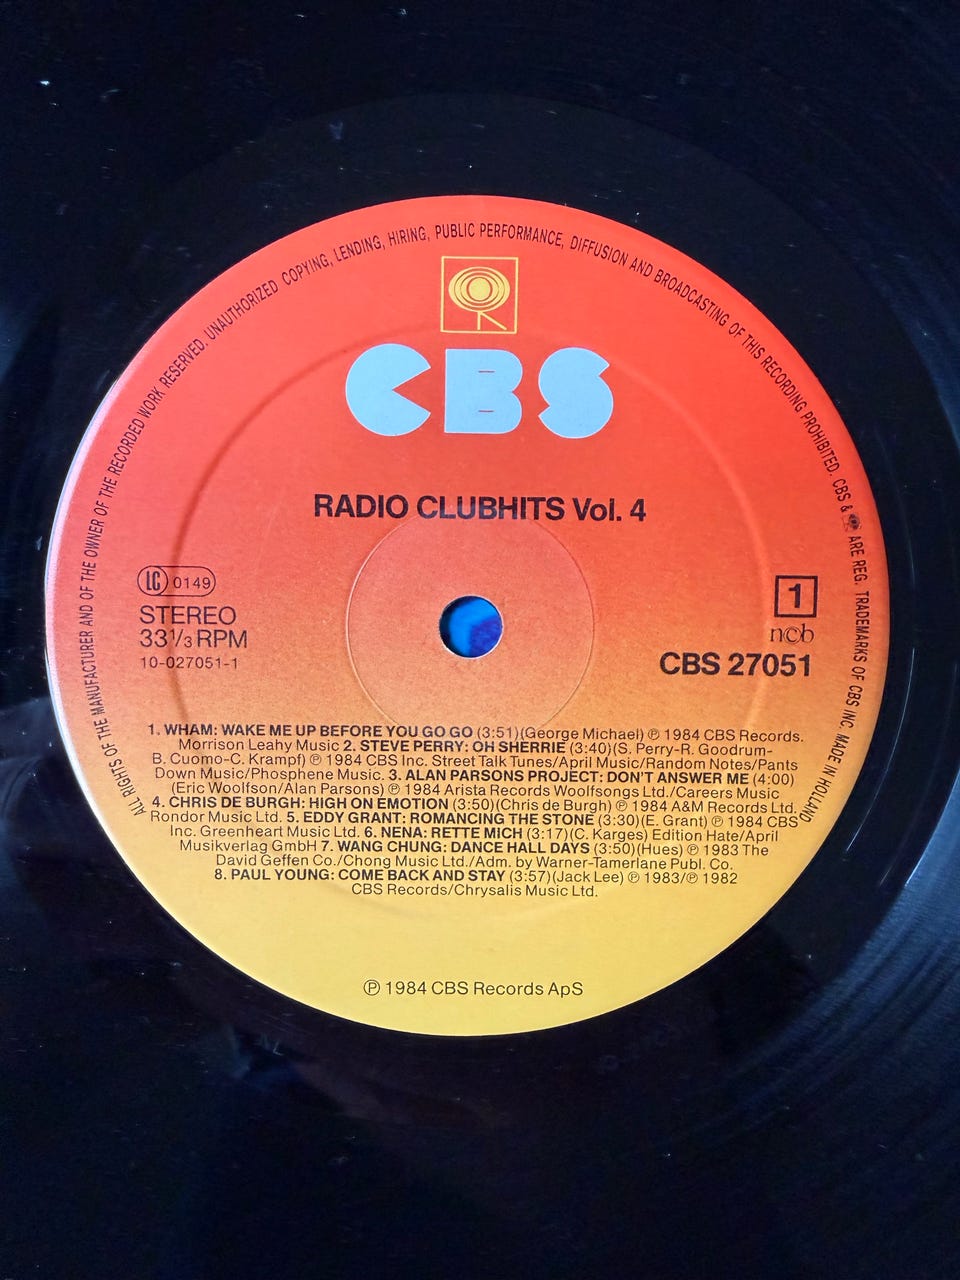 ALL RIGHTS OF THE MANUFACTURER AND OF THE OWNER OF THE RECORDED WORK RESERVED. UNAUTHORIZED COPYING, LENDING, HIRING, PUBLIC PERFORMANCE, DIFFUSION AND BROADCASTING OF THIS RECORDING PROHIBITED. CBS & ARE REG. TRADEMARKS OF CBS INC. MADE IN HOLLAND
CBS
RADIO CLUBHITS Vol. 4
LC 0149
STEREO
33⅓ RPM
10-027051-1
1
n©b
CBS 27051
1. WHAM: WAKE ME UP BEFORE YOU GO GO (3:51)(George Michael) ℗ 1984 CBS Records.
Morrison Leahy Music 2. STEVE PERRY: OH SHERRIE (3:40)(S. Perry-R. Goodrum-
B. Cuomo-C. Krampf) ℗ 1984 CBS Inc. Street Talk Tunes/April Music/Random Notes/Pants
Down Music/Phosphene Music. 3. ALAN PARSONS PROJECT: DON'T ANSWER ME (4:00)
(Eric Woolfson/Alan Parsons) ℗ 1984 Arista Records Woolfsongs Ltd./Careers Music
4. CHRIS DE BURGH: HIGH ON EMOTION (3:50)(Chris de Burgh) ℗ 1984 A&M Records Ltd.
Rondor Music Ltd. 5. EDDY GRANT: ROMANCING THE STONE (3:30)(E. Grant) ℗ 1984 CBS
Inc. Greenheart Music Ltd. 6. NENA: RETTE MICH (3:17)(C. Karges) Edition Hate/April
Musikverlag GmbH 7. WANG CHUNG: DANCE HALL DAYS (3:50)(Hues) ℗ 1983 The
David Geffen Co./Chong Music Ltd./Adm. by Warner-Tamerlane Publ. Co.
8. PAUL YOUNG: COME BACK AND STAY (3:57)(Jack Lee) ℗ 1983/℗ 1982
CBS Records/Chrysalis Music Ltd.
℗ 1984 CBS Records ApS